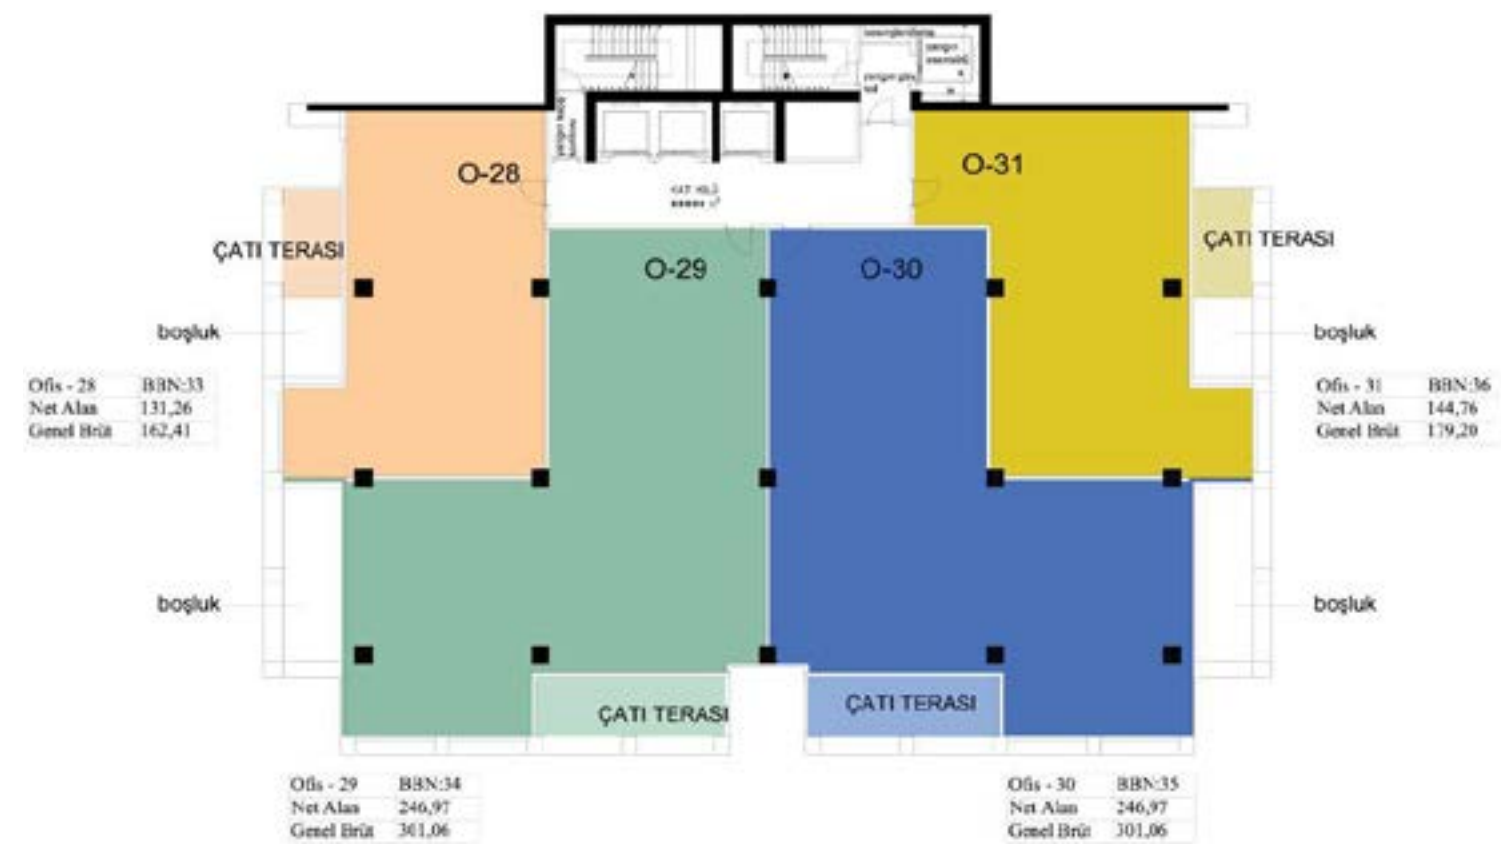 yangın
O-28
O-31
KAT HOLÜ
ÇATI TERASI
ÇATI TERASI
O-29
O-30
boşluk
boşluk
Ofis - 28 BBN:33
Net Alan 131,26
Genel Brüt 162,41
Ofis - 31 BBN:36
Net Alan 144,76
Genel Brüt 179,20
boşluk
boşluk
ÇATI TERASI
ÇATI TERASI
Ofis - 29 BBN:34
Net Alan 246,97
Genel Brüt 301,06
Ofis - 30 BBN:35
Net Alan 246,97
Genel Brüt 301,06